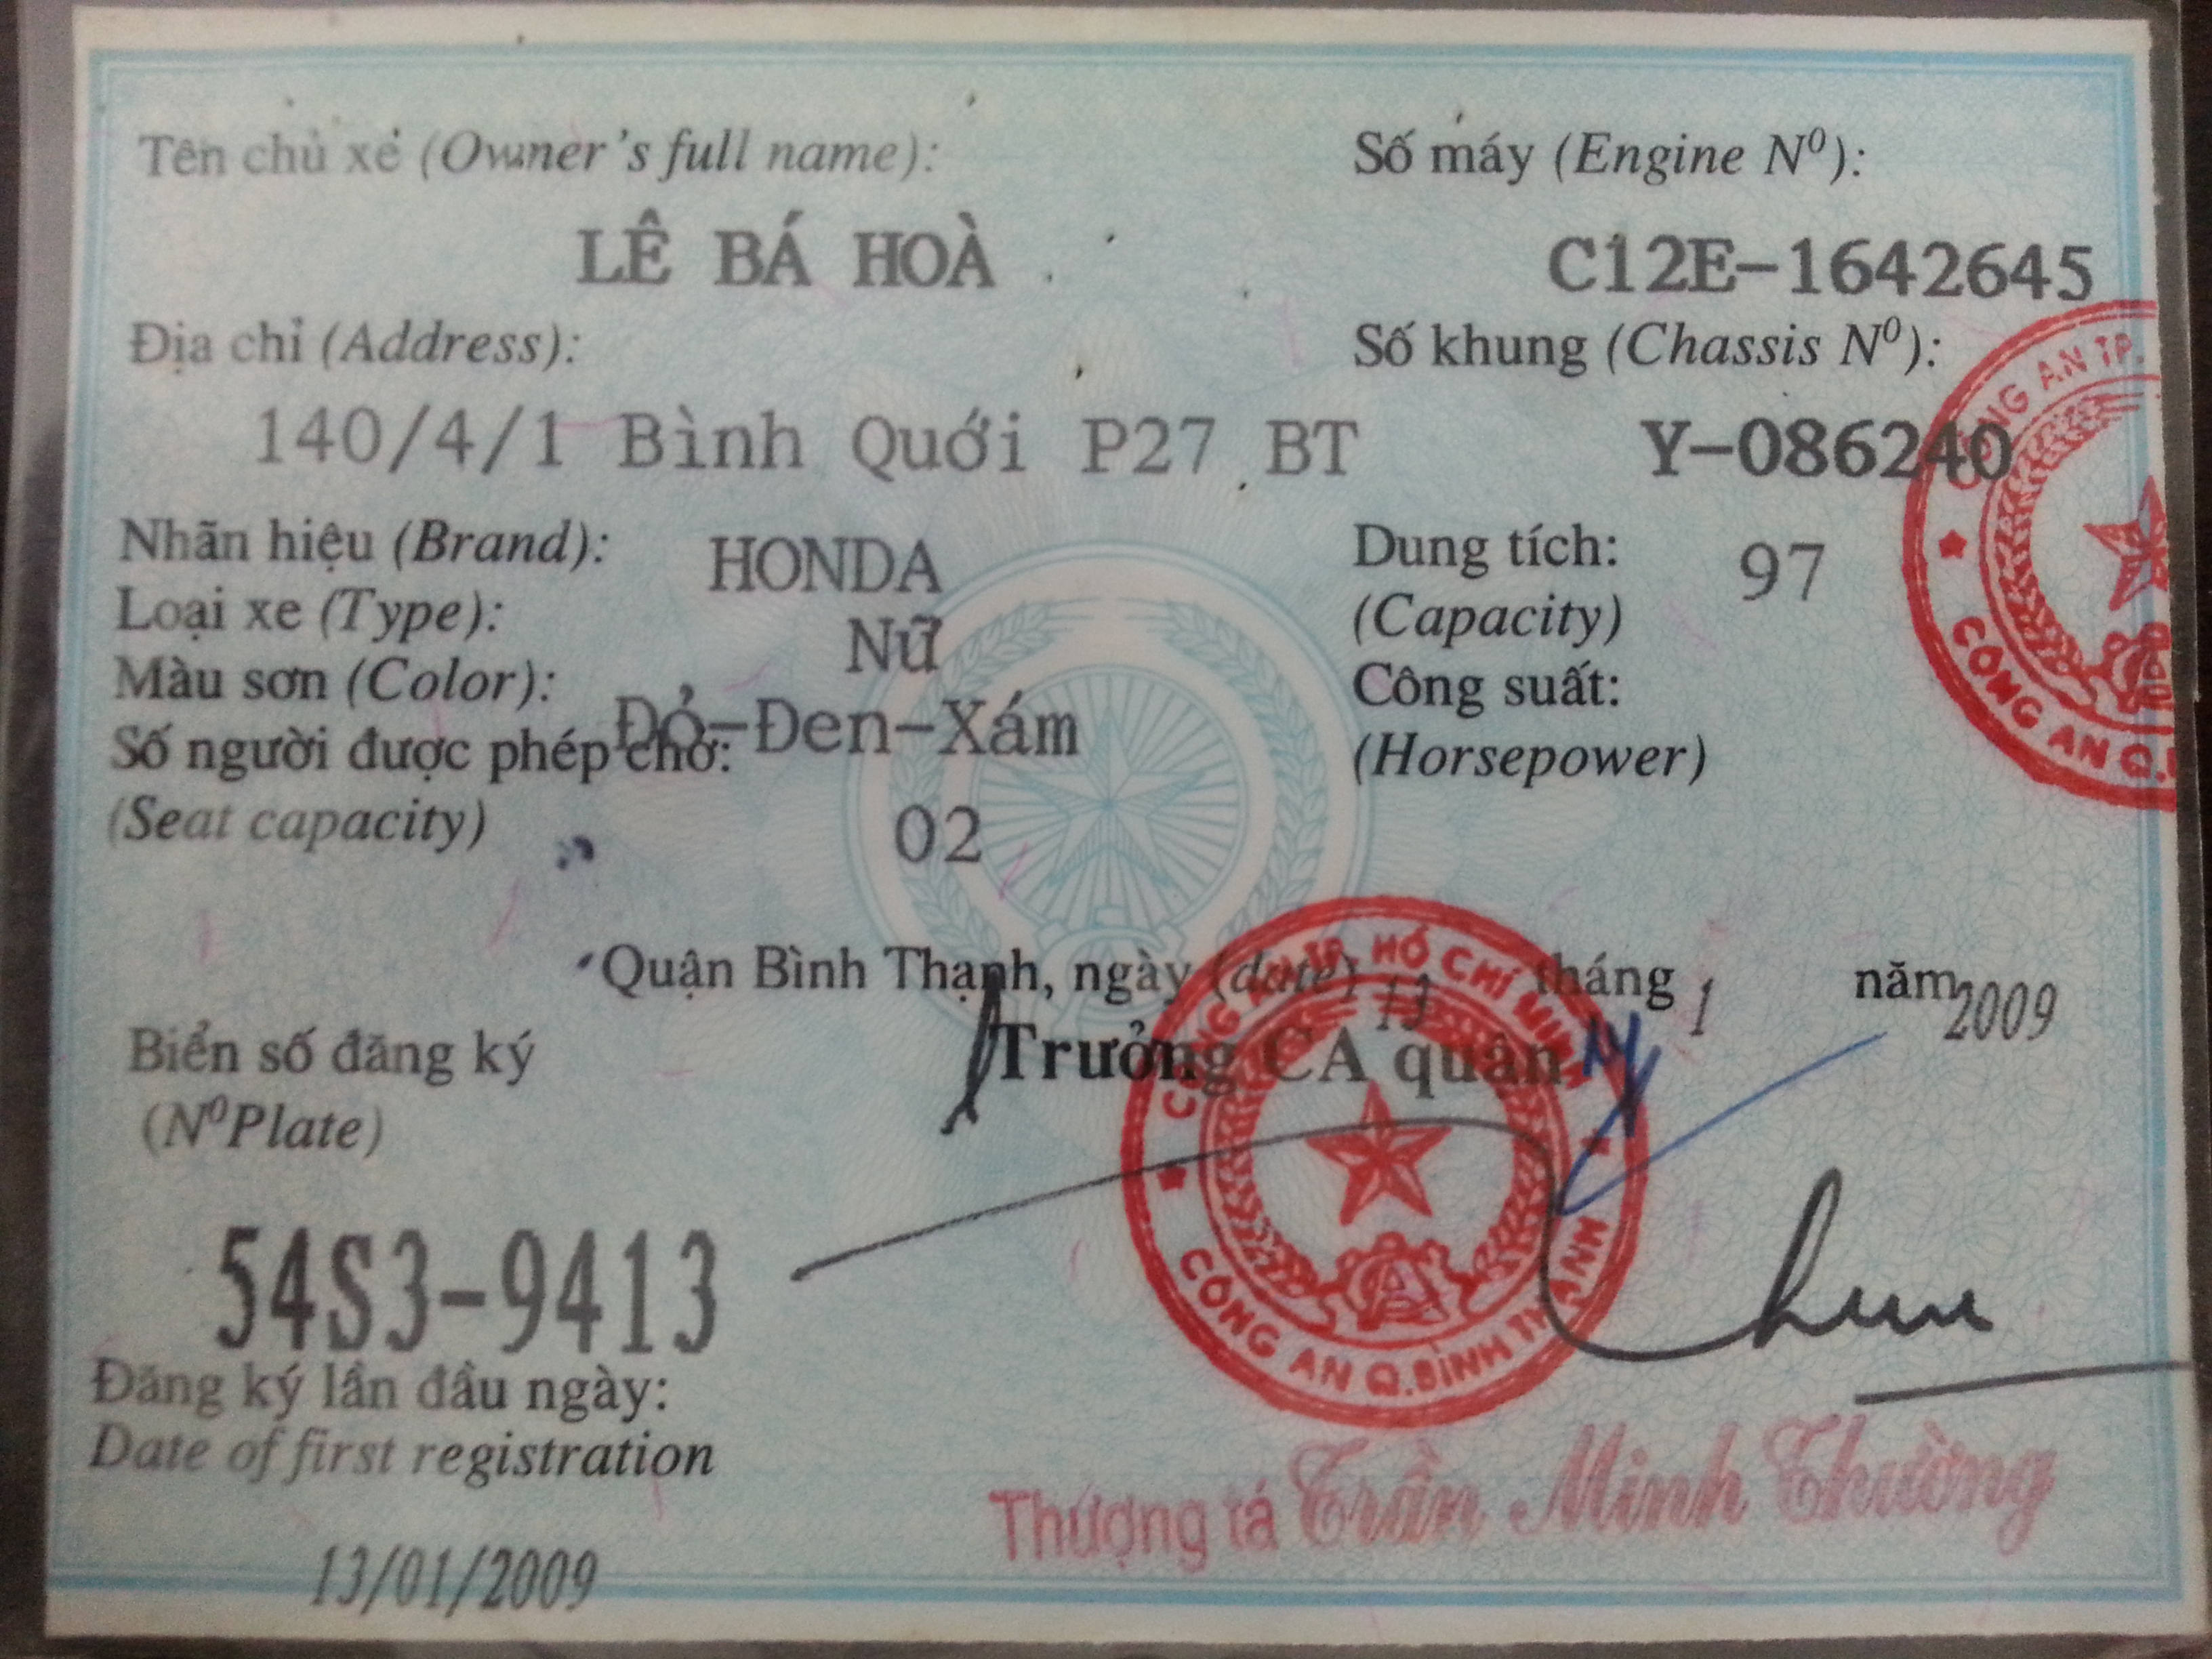 Tên chủ xe (Owner's full name):
LÊ BÁ HOÀ
Địa chỉ (Address):
140/4/1 Bình Quới P27 BT
Nhãn hiệu (Brand): HONDA
Loại xe (Type): Nữ
Màu sơn (Color): Đỏ-Đen-Xám
Số người được phép chở: 
(Seat capacity) 02
Số máy (Engine Nº):
C12E-1642645
Số khung (Chassis Nº):
Y-086240
Dung tích: 97
(Capacity)
Công suất:
(Horsepower)
CÔNG AN TP.
CÔNG AN Q.
Quận Bình Thạnh, ngày (date) 13 tháng 1 năm 2009
Trưởng CA quận
CÔNG AN TP. HỒ CHÍ MINH
CÔNG AN Q.BÌNH THẠNH
Biển số đăng ký
(NºPlate)
54S3-9413
Đăng ký lần đầu ngày:
Date of first registration
13/01/2009
Thượng tá Trần Minh Thường